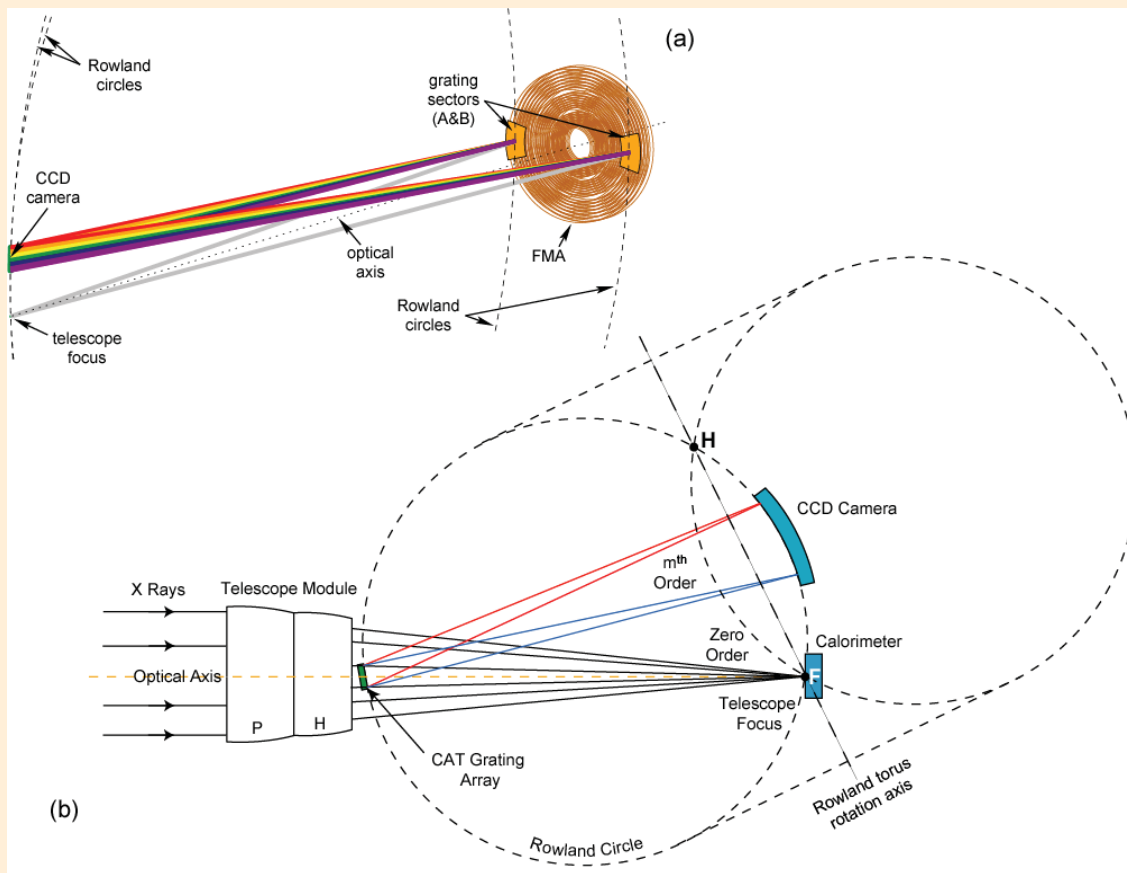 (a)
Rowland
circles
grating
sectors
(A&B)
CCD
camera
optical
axis
FMA
Rowland
circles
telescope
focus
H
CCD Camera
mth
Order
X Rays
Telescope Module
Zero
Order
Calorimeter
Optical Axis
F
Telescope
Focus
P
H
CAT Grating
Array
Rowland torus
rotation axis
(b)
Rowland Circle